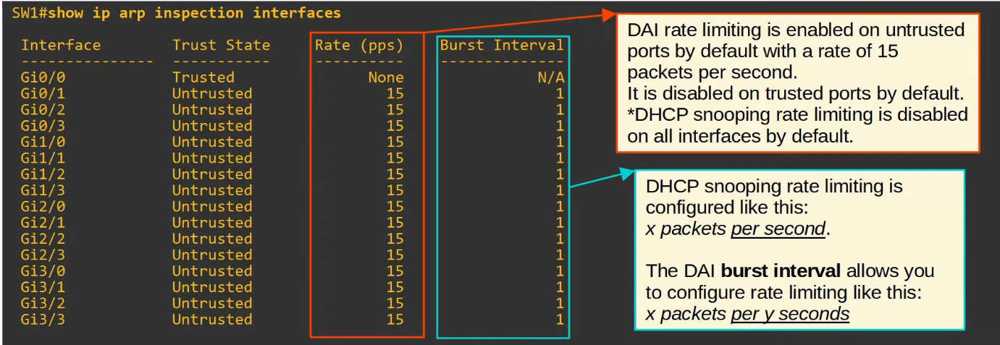 SW1#show ip arp inspection interfaces
Interface Trust State Rate (pps) Burst Interval
--------------- ----------- ---------- --------------
Gi0/0 Trusted None N/A
Gi0/1 Untrusted 15 1
Gi0/2 Untrusted 15 1
Gi0/3 Untrusted 15 1
Gi1/0 Untrusted 15 1
Gi1/1 Untrusted 15 1
Gi1/2 Untrusted 15 1
Gi1/3 Untrusted 15 1
Gi2/0 Untrusted 15 1
Gi2/1 Untrusted 15 1
Gi2/2 Untrusted 15 1
Gi2/3 Untrusted 15 1
Gi3/0 Untrusted 15 1
Gi3/1 Untrusted 15 1
Gi3/2 Untrusted 15 1
Gi3/3 Untrusted 15 1
DAI rate limiting is enabled on untrusted
ports by default with a rate of 15
packets per second.
It is disabled on trusted ports by default.
*DHCP snooping rate limiting is disabled
on all interfaces by default.
DHCP snooping rate limiting is
configured like this:
x packets per second.
The DAI burst interval allows you
to configure rate limiting like this:
x packets per y seconds